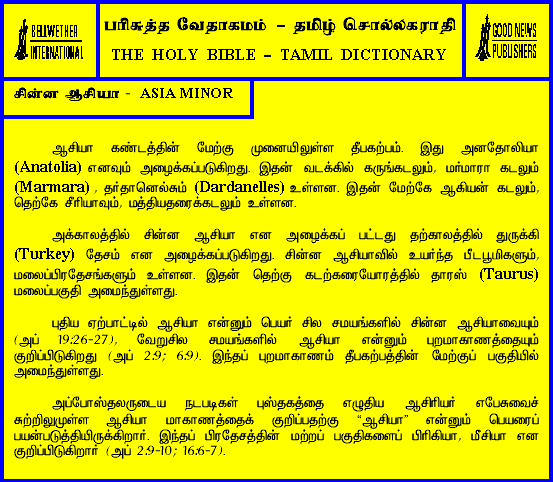 BELLWETHER
INTERNATIONAL
பரிசுத்த வேதாகமம் – தமிழ் சொல்லகராதி
THE HOLY BIBLE – TAMIL DICTIONARY
GOOD NEWS
PUBLISHERS
சின்ன ஆசியா - ASIA MINOR
ஆசியா கண்டத்தின் மேற்கு முனையிலுள்ள தீபகற்பம். இது அனதோலியா
(Anatolia) எனவும் அழைக்கப்படுகிறது. இதன் வடக்கில் கருங்கடலும், மர்மாரா கடலும்
(Marmara) , தர்தானெல்சும் (Dardanelles) உள்ளன. இதன் மேற்கே ஆகியன் கடலும்,
தெற்கே சீரியாவும், மத்தியதரைக்கடலும் உள்ளன.
அக்காலத்தில் சின்ன ஆசியா என அழைக்கப் பட்டது தற்காலத்தில் துருக்கி
(Turkey) தேசம் என அழைக்கப்படுகிறது. சின்ன ஆசியாவில் உயர்ந்த பீடபூமிகளும்,
மலைப்பிரதேசங்களும் உள்ளன. இதன் தெற்கு கடற்கரையோரத்தில் தாரஸ் (Taurus)
மலைப்பகுதி அமைந்துள்ளது.
புதிய ஏற்பாட்டில் ஆசியா என்னும் பெயர் சில சமயங்களில் சின்ன ஆசியாவையும்
(அப் 19:26-27), வேறுசில சமயங்களில் ஆசியா என்னும் புறமாகாணத்தையும்
குறிப்பிடுகிறது (அப் 2:9; 6:9). இந்தப் புறமாகாணம் தீபகற்பத்தின் மேற்குப் பகுதியில்
அமைந்துள்ளது.
அப்போஸ்தலருடைய நடபடிகள் புஸ்தகத்தை எழுதிய ஆசிரியர் எபேசுவைச்
சுற்றிலுமுள்ள ஆசியா மாகாணத்தைக் குறிப்பதற்கு “ஆசியா” என்னும் பெயரைப்
பயன்படுத்தியிருக்கிறார். இந்தப் பிரதேசத்தின் மற்றப் பகுதிகளைப் பிரிகியா, மீசியா என
குறிப்பிடுகிறார் (அப் 2:9-10; 16:6-7).